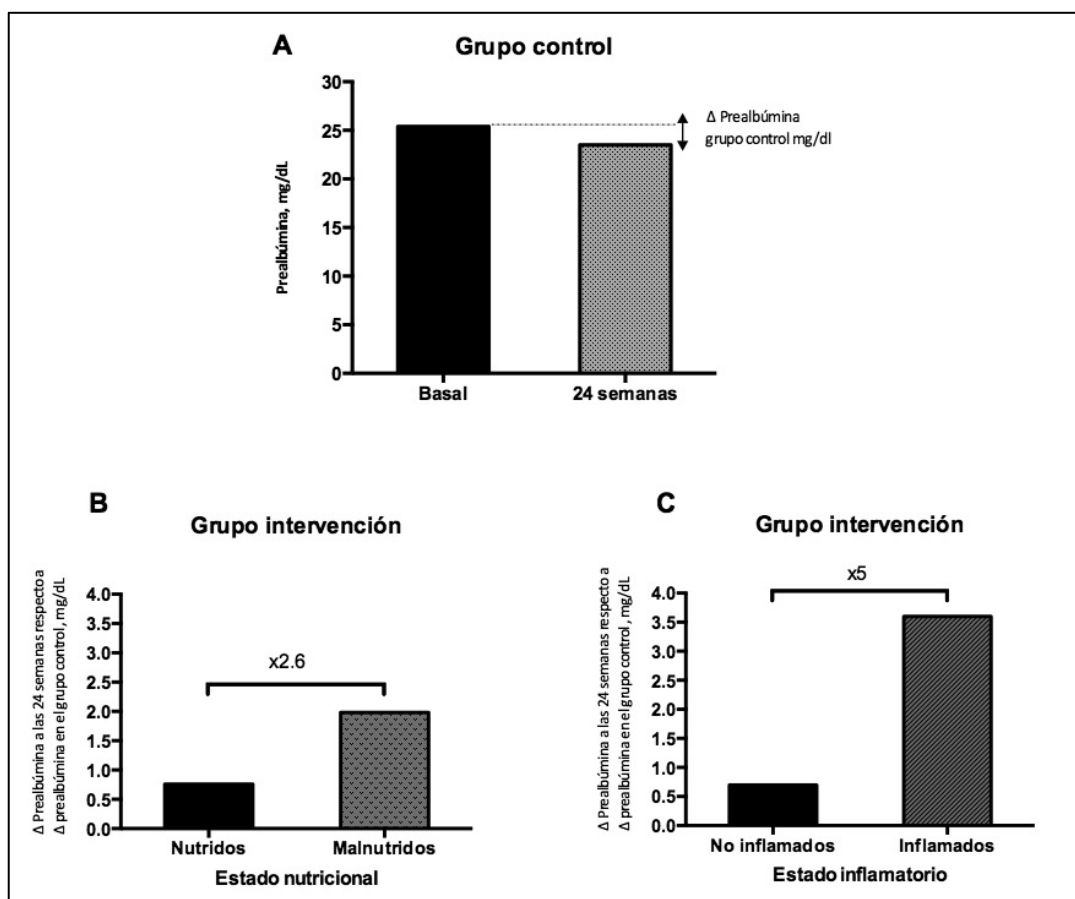 A
Grupo control
30
25
20
15
10
5
0
Prealbúmina, mg/dL
Δ Prealbúmina
grupo control mg/dl
Basal
24 semanas
B
Grupo intervención
Δ Prealbúmina a las 24 semanas respecto a
Δ prealbúmina en el grupo control, mg/dL
4.0
3.5
3.0
2.5
2.0
1.5
1.0
0.5
0.0
x2.6
Nutridos
Malnutridos
Estado nutricional
C
Grupo intervención
Δ Prealbúmina a las 24 semanas respecto a
Δ prealbúmina en el grupo control, mg/dL
4.0
3.5
3.0
2.5
2.0
1.5
1.0
0.5
0.0
x5
No inflamados
Inflamados
Estado inflamatorio